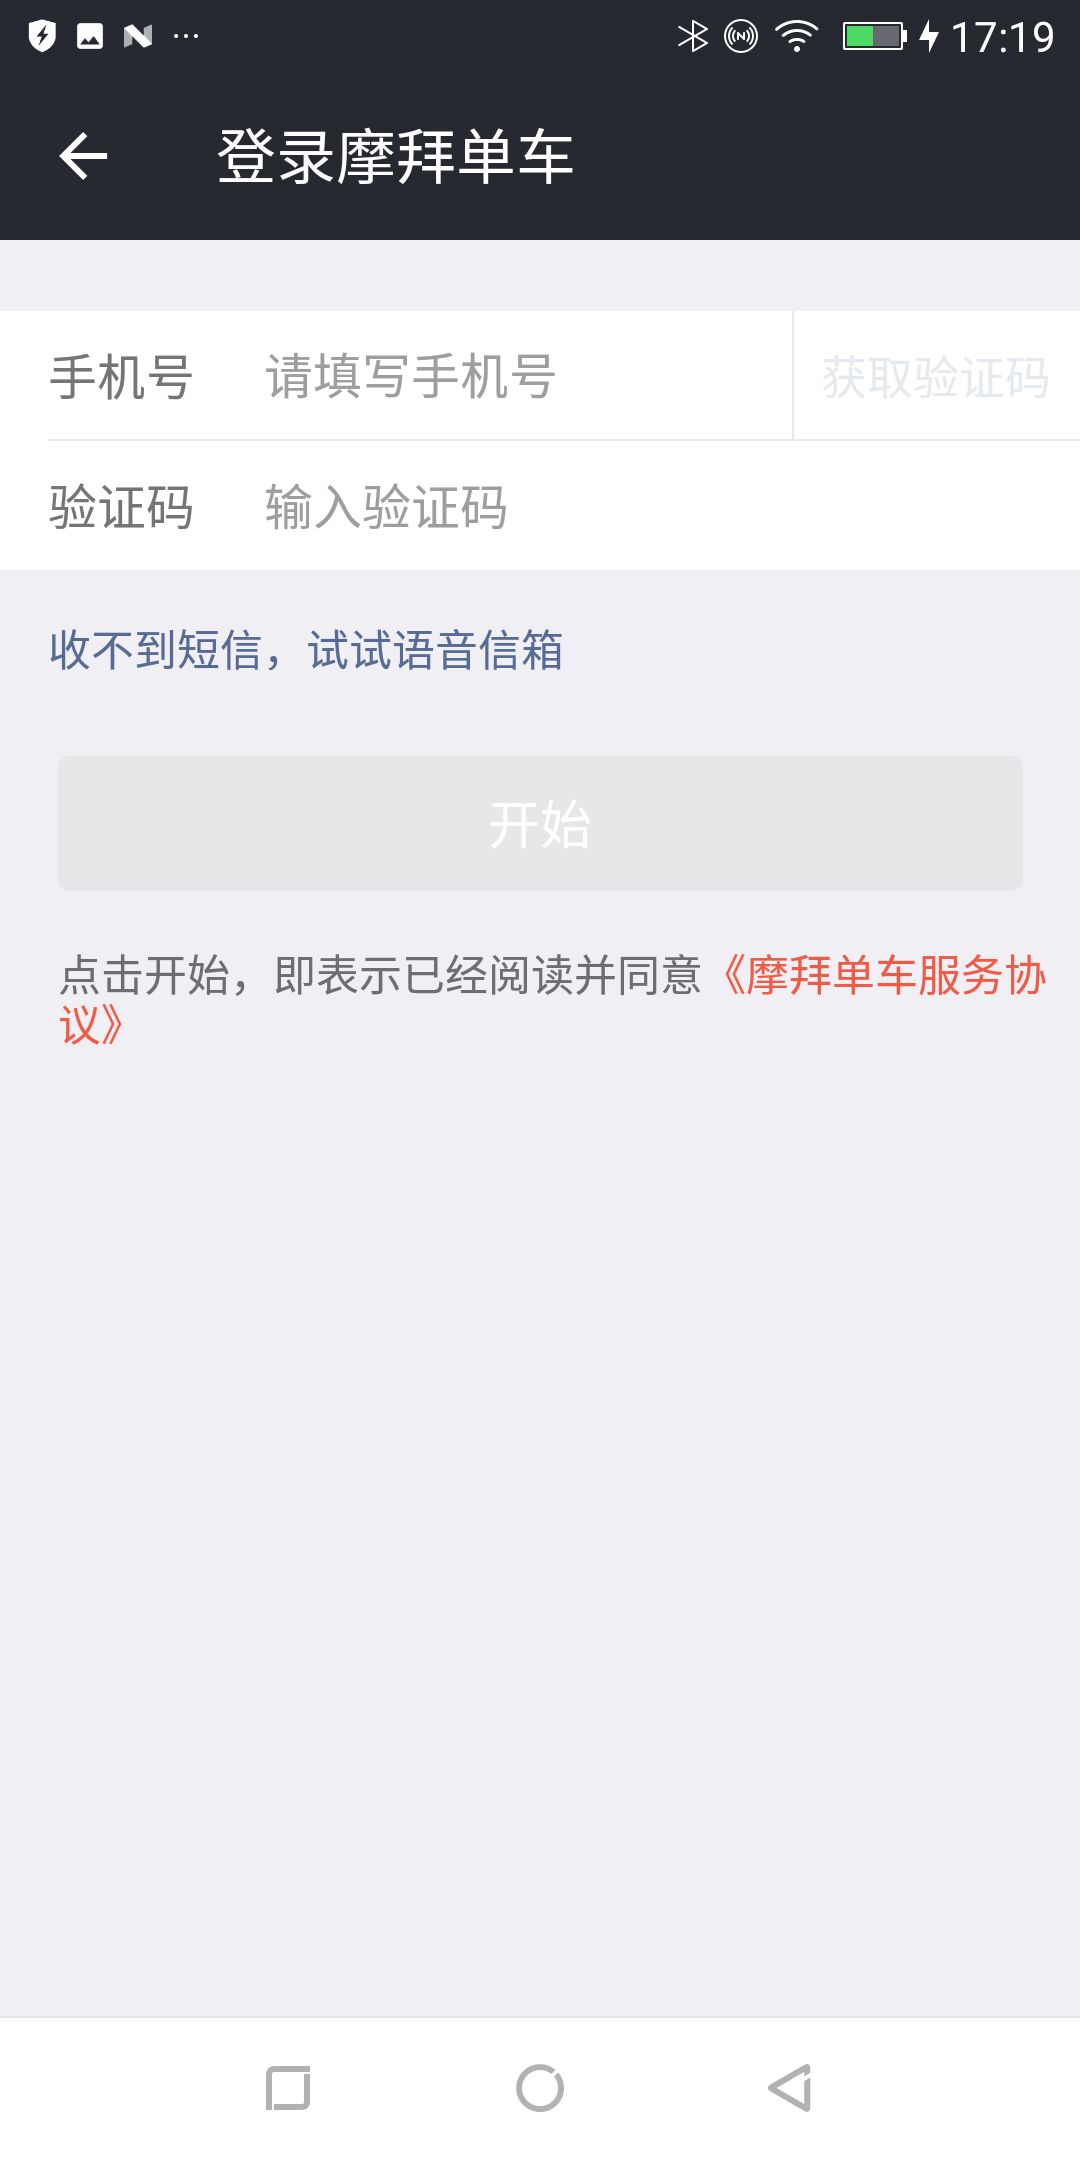 17:19
登录摩拜单车
手机号 请填写手机号 获取验证码
验证码 输入验证码
收不到短信，试试语音信箱
开始
点击开始，即表示已经阅读并同意《摩拜单车服务协
议》